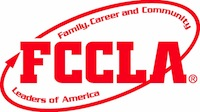 Family, Career and Community
FCCLA®
Leaders of America